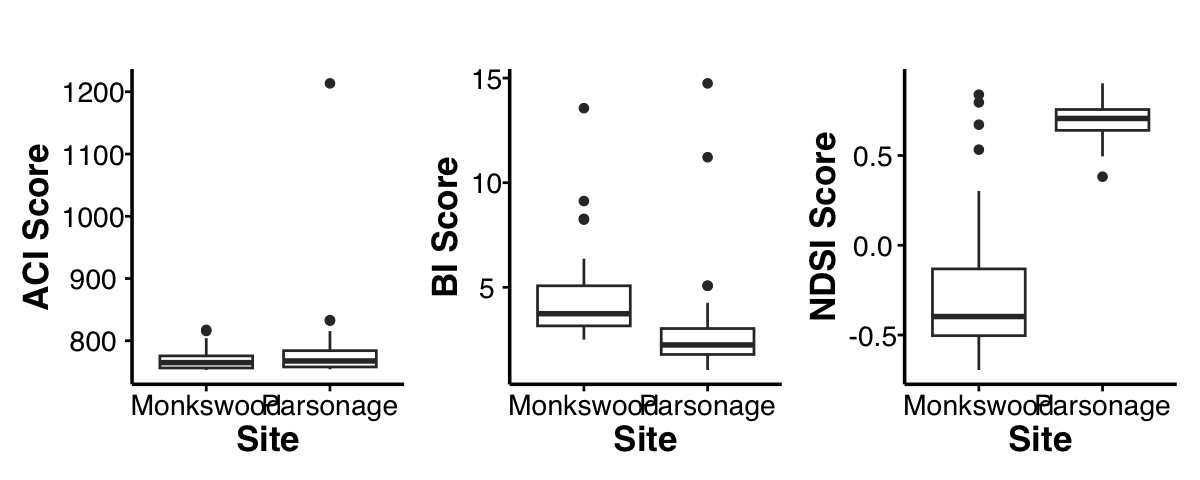 ACI Score
1200
1100
1000
900
800
Monkswood
Parsonage
Site
BI Score
15
10
5
Monkswood
Parsonage
Site
NDSI Score
0.5
0.0
-0.5
Monkswood
Parsonage
Site